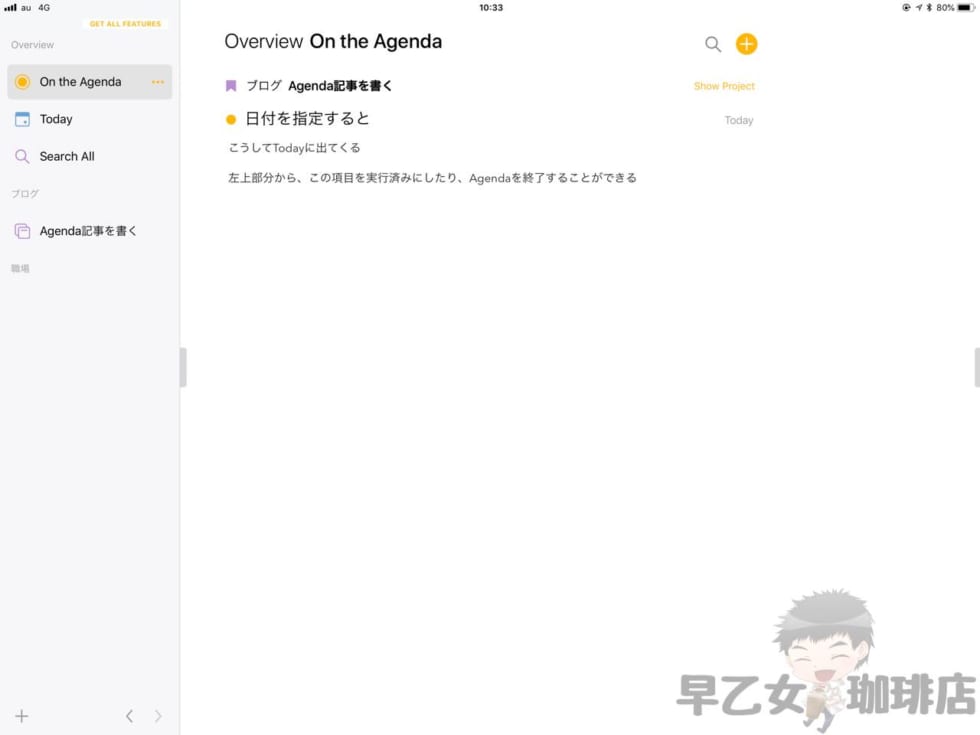 au 4G
10:33
80%
GET ALL FEATURES
Overview
On the Agenda
Today
Search All
ブログ
Agenda記事を書く
職場
Overview On the Agenda
ブログ Agenda記事を書く
Show Project
日付を指定すると
Today
こうしてTodayに出てくる
左上部分から、この項目を実行済みにしたり、Agendaを終了することができる
早乙女珈琲店